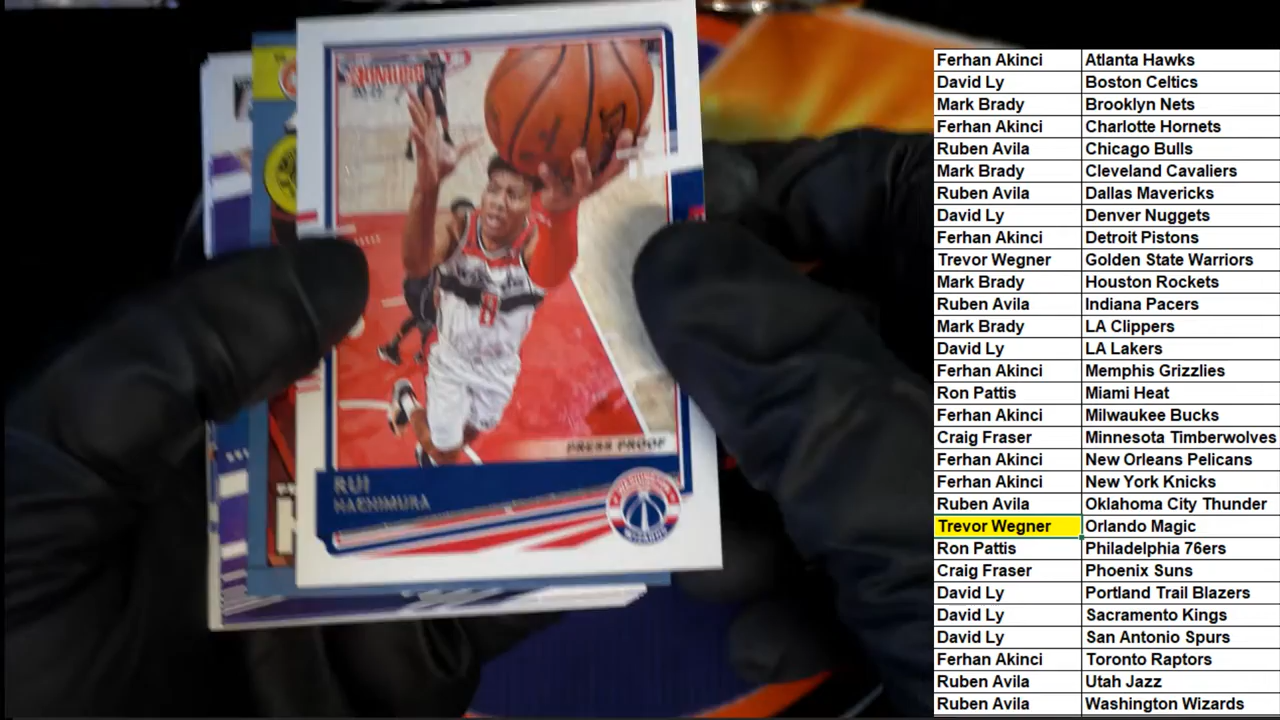 DONRUSS
8
PRESS PROOF
RUI
HACHIMURA
WIZARDS
Ferhan Akinci Atlanta Hawks
David Ly Boston Celtics
Mark Brady Brooklyn Nets
Ferhan Akinci Charlotte Hornets
Ruben Avila Chicago Bulls
Mark Brady Cleveland Cavaliers
Ruben Avila Dallas Mavericks
David Ly Denver Nuggets
Ferhan Akinci Detroit Pistons
Trevor Wegner Golden State Warriors
Mark Brady Houston Rockets
Ruben Avila Indiana Pacers
Mark Brady LA Clippers
David Ly LA Lakers
Ferhan Akinci Memphis Grizzlies
Ron Pattis Miami Heat
Ferhan Akinci Milwaukee Bucks
Craig Fraser Minnesota Timberwolves
Ferhan Akinci New Orleans Pelicans
Ferhan Akinci New York Knicks
Ruben Avila Oklahoma City Thunder
Trevor Wegner Orlando Magic
Ron Pattis Philadelphia 76ers
Craig Fraser Phoenix Suns
David Ly Portland Trail Blazers
David Ly Sacramento Kings
David Ly San Antonio Spurs
Ferhan Akinci Toronto Raptors
Ruben Avila Utah Jazz
Ruben Avila Washington Wizards